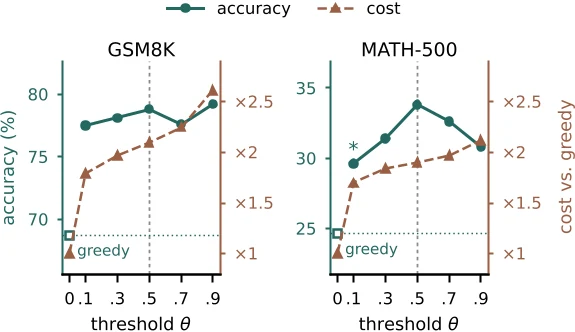 accuracy cost
GSM8K MATH-500
accuracy (%)
80
75
70
×2.5
×2
×1.5
×1
greedy
0 .1 .3 .5 .7 .9
threshold θ
35
30
25
*
×2.5
×2
×1.5
×1
greedy
0 .1 .3 .5 .7 .9
threshold θ
cost vs. greedy